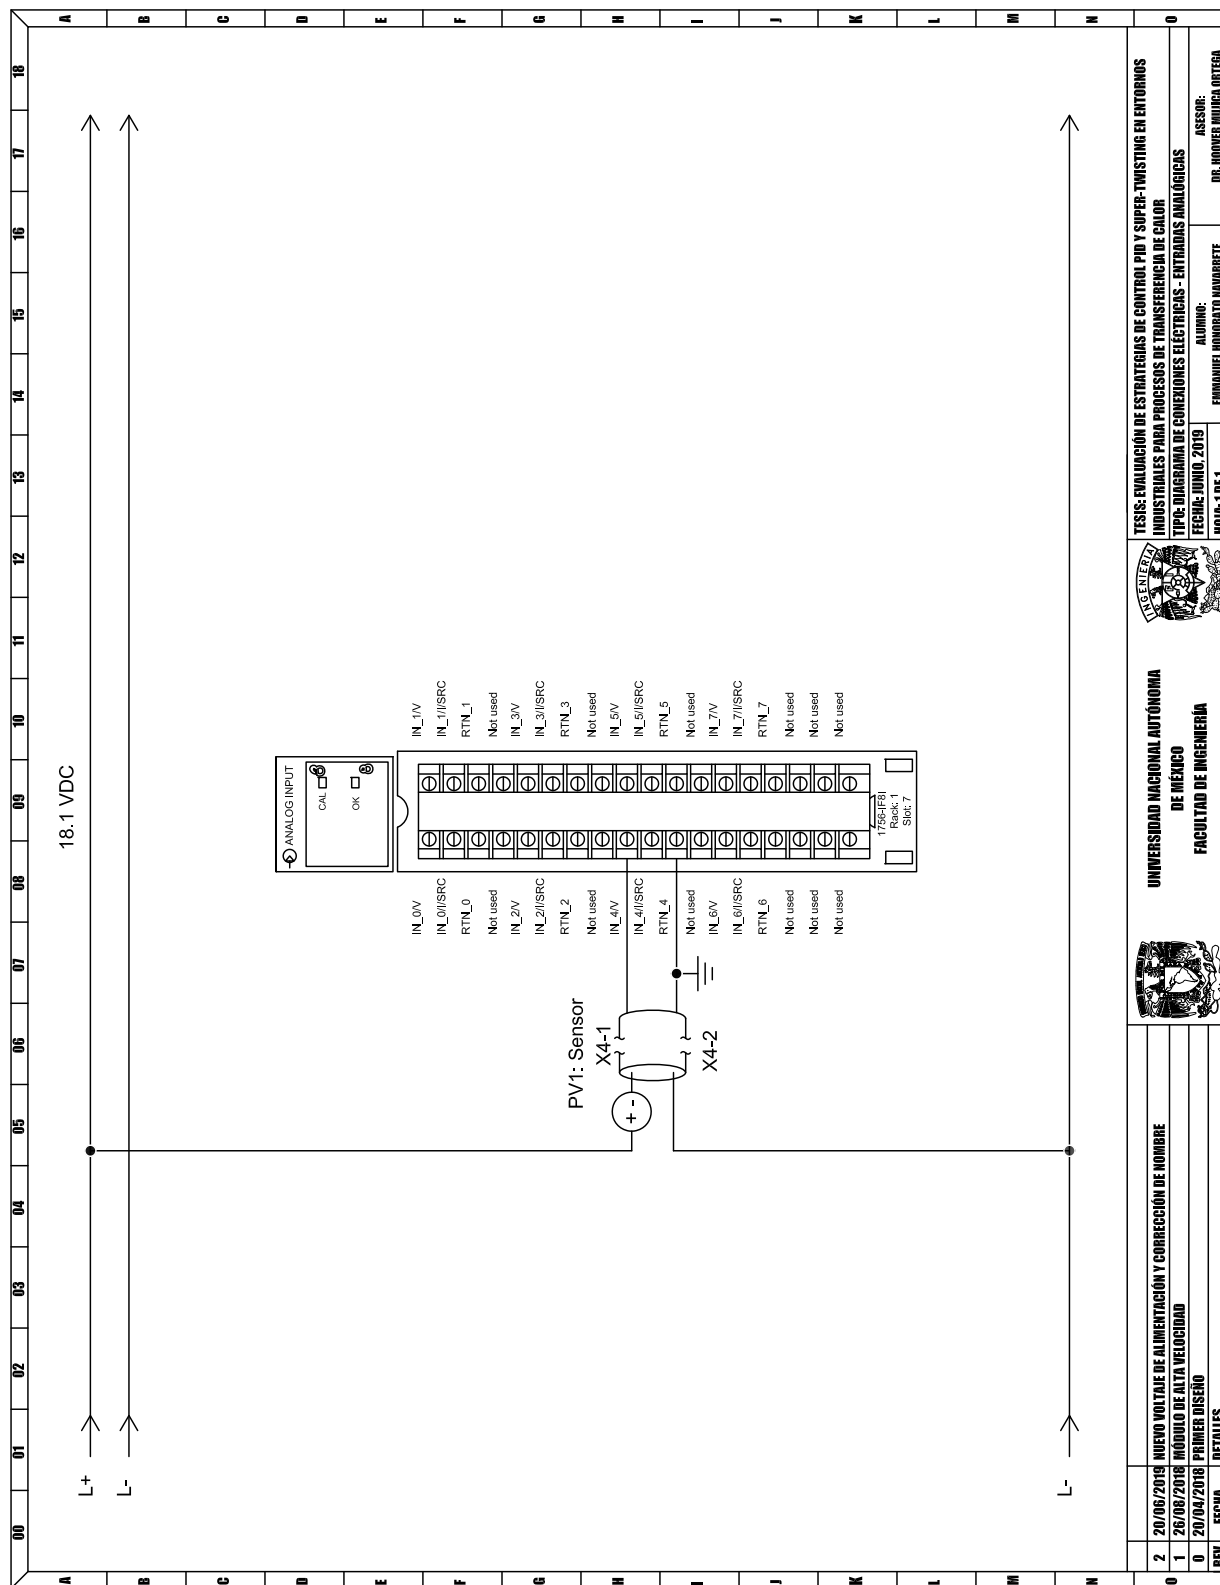 00 01 02 03 04 05 06 07 08 09 10 11 12 13 14 15 16 17 18
A
B
C
D
E
F
G
H
I
J
K
L
M
N
O
18.1 VDC
L+
L-
ANALOG INPUT
CAL
OK
IN_1/V
IN_1/I/SRC
RTN_1
Not used
IN_3/V
IN_3/I/SRC
RTN_3
Not used
IN_5/V
IN_5/I/SRC
RTN_5
Not used
IN_7/V
IN_7/I/SRC
RTN_7
Not used
Not used
Not used
IN_0/V
IN_0/I/SRC
RTN_0
Not used
IN_2/V
IN_2/I/SRC
RTN_2
Not used
IN_4/V
IN_4/I/SRC
RTN_4
Not used
IN_6/V
IN_6/I/SRC
RTN_6
Not used
Not used
Not used
1756-IF8I
Rack: 1
Slot: 7
PV1: Sensor
X4-1
+ -
X4-2
L-
A
B
C
D
E
F
G
H
I
J
K
L
M
N
O
2 20/06/2019 NUEVO VOLTAJE DE ALIMENTACIÓN Y CORRECCIÓN DE NOMBRE
1 26/08/2018 MÓDULO DE ALTA VELOCIDAD
0 20/04/2018 PRIMER DISEÑO
REV FECHA DETALLES
UNIVERSIDAD NACIONAL AUTÓNOMA
DE MÉXICO
FACULTAD DE INGENIERÍA
INGENIERIA
TESIS: EVALUACIÓN DE ESTRATEGIAS DE CONTROL PID Y SUPER-TWISTING EN ENTORNOS
INDUSTRIALES PARA PROCESOS DE TRANSFERENCIA DE CALOR
TIPO: DIAGRAMA DE CONEXIONES ELÉCTRICAS - ENTRADAS ANALÓGICAS
FECHA: JUNIO, 2019
HOJA: 1 DE 1
ALUMNO:
EMMANUEL HONORATO NAVARRETE
ASESOR:
DR. HOOVER MUJICA ORTEGA